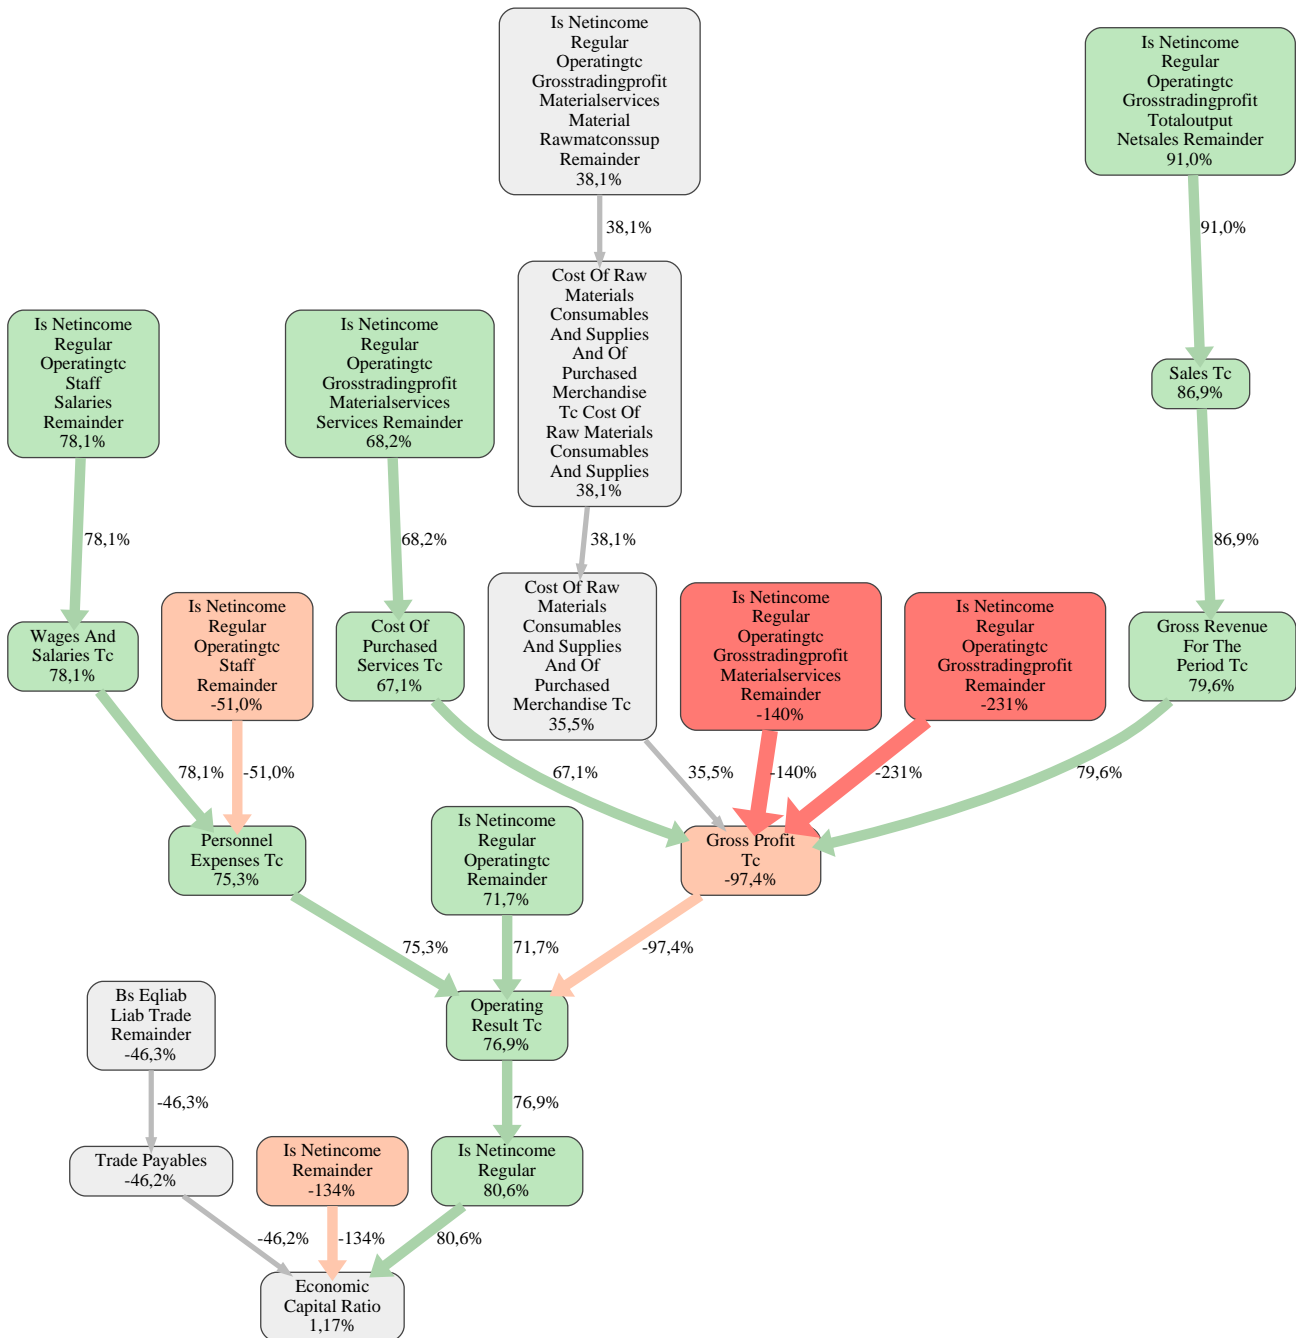 Is Netincome
Regular
Operatingtc
Grosstradingprofit
Materialservices
Material
Rawmatconssup
Remainder
38,1%
Is Netincome
Regular
Operatingtc
Grosstradingprofit
Totaloutput
Netsales Remainder
91,0%
38,1%
91,0%
Cost Of Raw
Materials
Consumables
And Supplies
And Of
Purchased
Merchandise
Tc Cost Of
Raw Materials
Consumables
And Supplies
38,1%
Is Netincome
Regular
Operatingtc
Staff
Salaries
Remainder
78,1%
Is Netincome
Regular
Operatingtc
Grosstradingprofit
Materialservices
Services Remainder
68,2%
Sales Tc
86,9%
78,1%
68,2%
38,1%
86,9%
Wages And
Salaries Tc
78,1%
Is Netincome
Regular
Operatingtc
Staff
Remainder
-51,0%
Cost Of
Purchased
Services Tc
67,1%
Cost Of Raw
Materials
Consumables
And Supplies
And Of
Purchased
Merchandise Tc
35,5%
Is Netincome
Regular
Operatingtc
Grosstradingprofit
Materialservices
Remainder
-140%
Is Netincome
Regular
Operatingtc
Grosstradingprofit
Remainder
-231%
Gross Revenue
For The
Period Tc
79,6%
78,1%
-51,0%
67,1%
35,5%
-140%
-231%
79,6%
Personnel
Expenses Tc
75,3%
Is Netincome
Regular
Operatingtc
Remainder
71,7%
Gross Profit
Tc
-97,4%
75,3%
71,7%
-97,4%
Bs Eqliab
Liab Trade
Remainder
-46,3%
Operating
Result Tc
76,9%
-46,3%
76,9%
Trade Payables
-46,2%
Is Netincome
Remainder
-134%
Is Netincome
Regular
80,6%
-46,2%
-134%
80,6%
Economic
Capital Ratio
1,17%